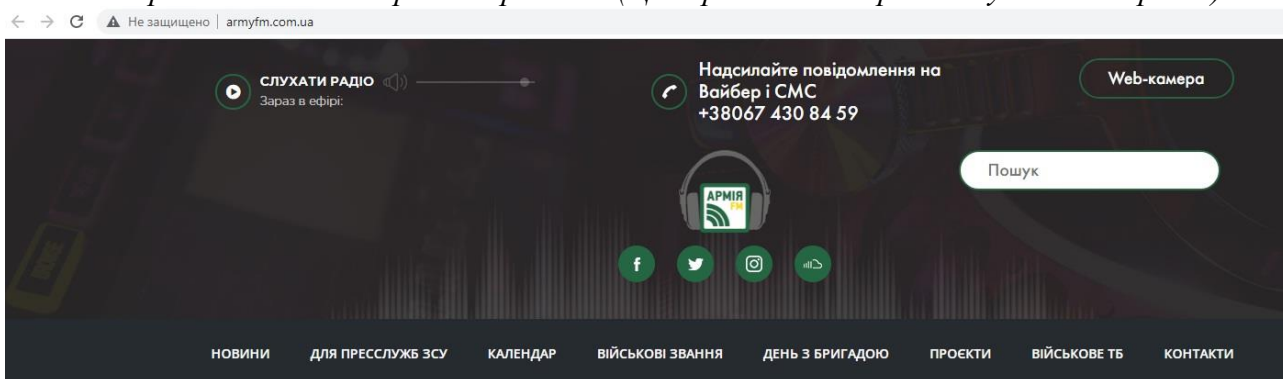 Не защищено | armyfm.com.ua
СЛУХАТИ РАДІО
Зараз в ефірі:
Надсилайте повідомлення на
Вайбер і СМС
+38067 430 84 59
Web-камера
Пошук
АРМІЯ
FM
НОВИНИ ДЛЯ ПРЕССЛУЖБ ЗСУ КАЛЕНДАР ВІЙСЬКОВІ ЗВАННЯ ДЕНЬ З БРИГАДОЮ ПРОЄКТИ ВІЙСЬКОВЕ ТБ КОНТАКТИ